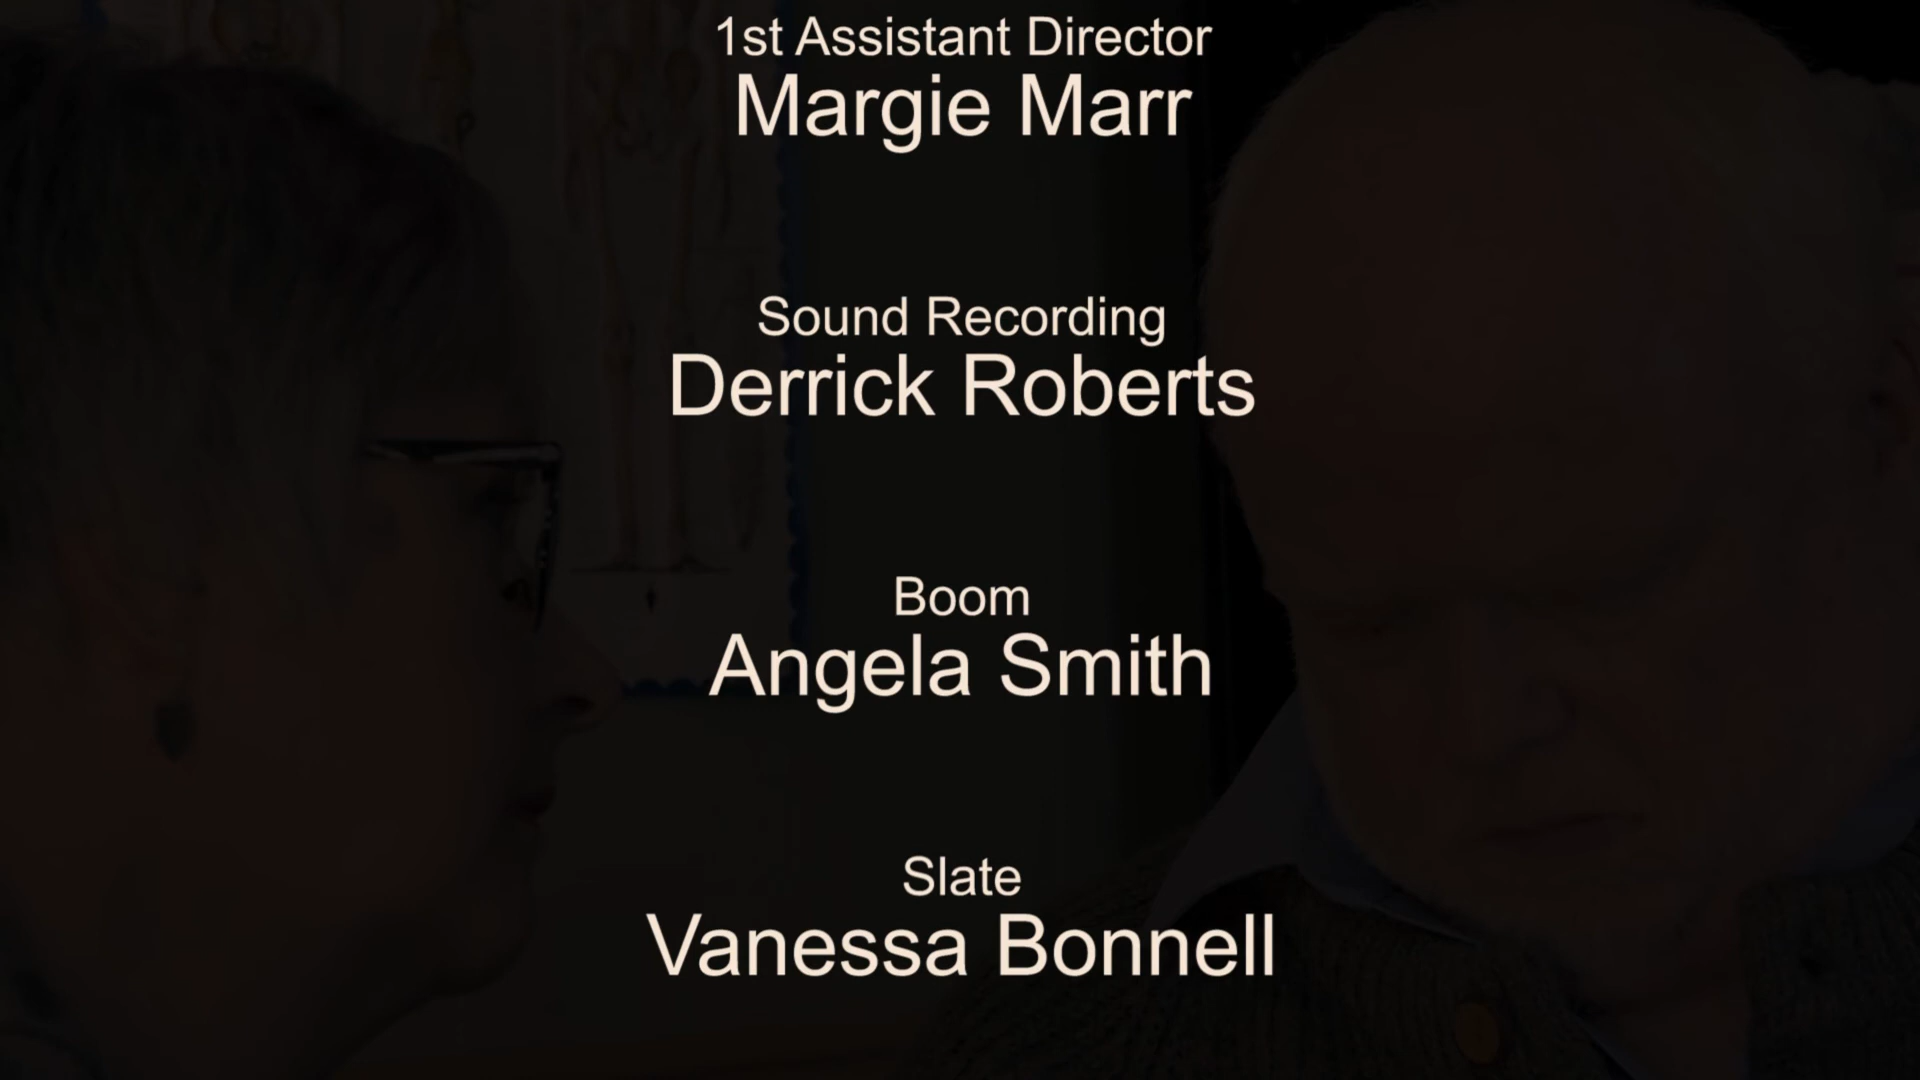 1st Assistant Director
Margie Marr
Sound Recording
Derrick Roberts
Boom
Angela Smith
Slate
Vanessa Bonnell